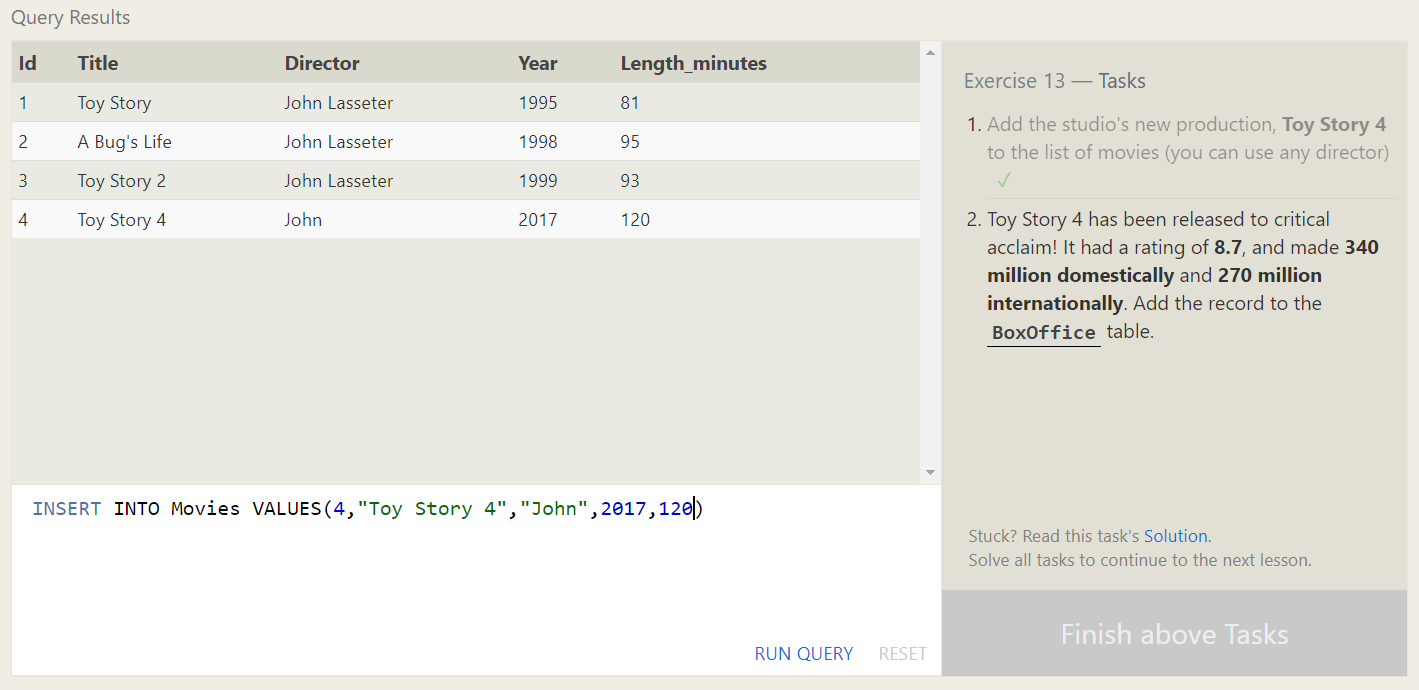 Query Results
Id Title Director Year Length_minutes
1 Toy Story John Lasseter 1995 81
2 A Bug's Life John Lasseter 1998 95
3 Toy Story 2 John Lasseter 1999 93
4 Toy Story 4 John 2017 120
INSERT INTO Movies VALUES(4,"Toy Story 4","John",2017,120)
RUN QUERY RESET
Exercise 13 — Tasks
1. Add the studio's new production, Toy Story 4
to the list of movies (you can use any director)
✓
2. Toy Story 4 has been released to critical
acclaim! It had a rating of 8.7, and made 340
million domestically and 270 million
internationally. Add the record to the
BoxOffice table.
Stuck? Read this task's Solution.
Solve all tasks to continue to the next lesson.
Finish above Tasks